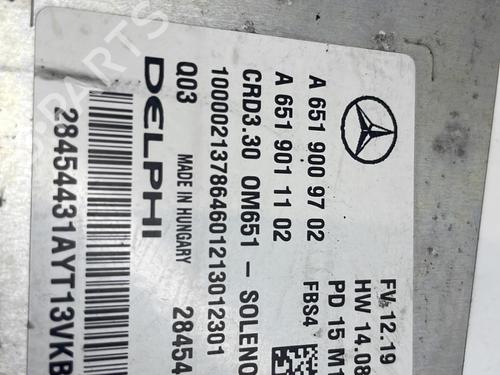 A 651 900 97 02
A 651 901 11 02
CRD3.30 OM651 - SOLENO
10000213786460121301 2301
Q03 MADE IN HUNGARY 28454
DELPHI
28454431AYT13VKB
FV 12.19
HW 14.08
PD 15 M1
FBS4